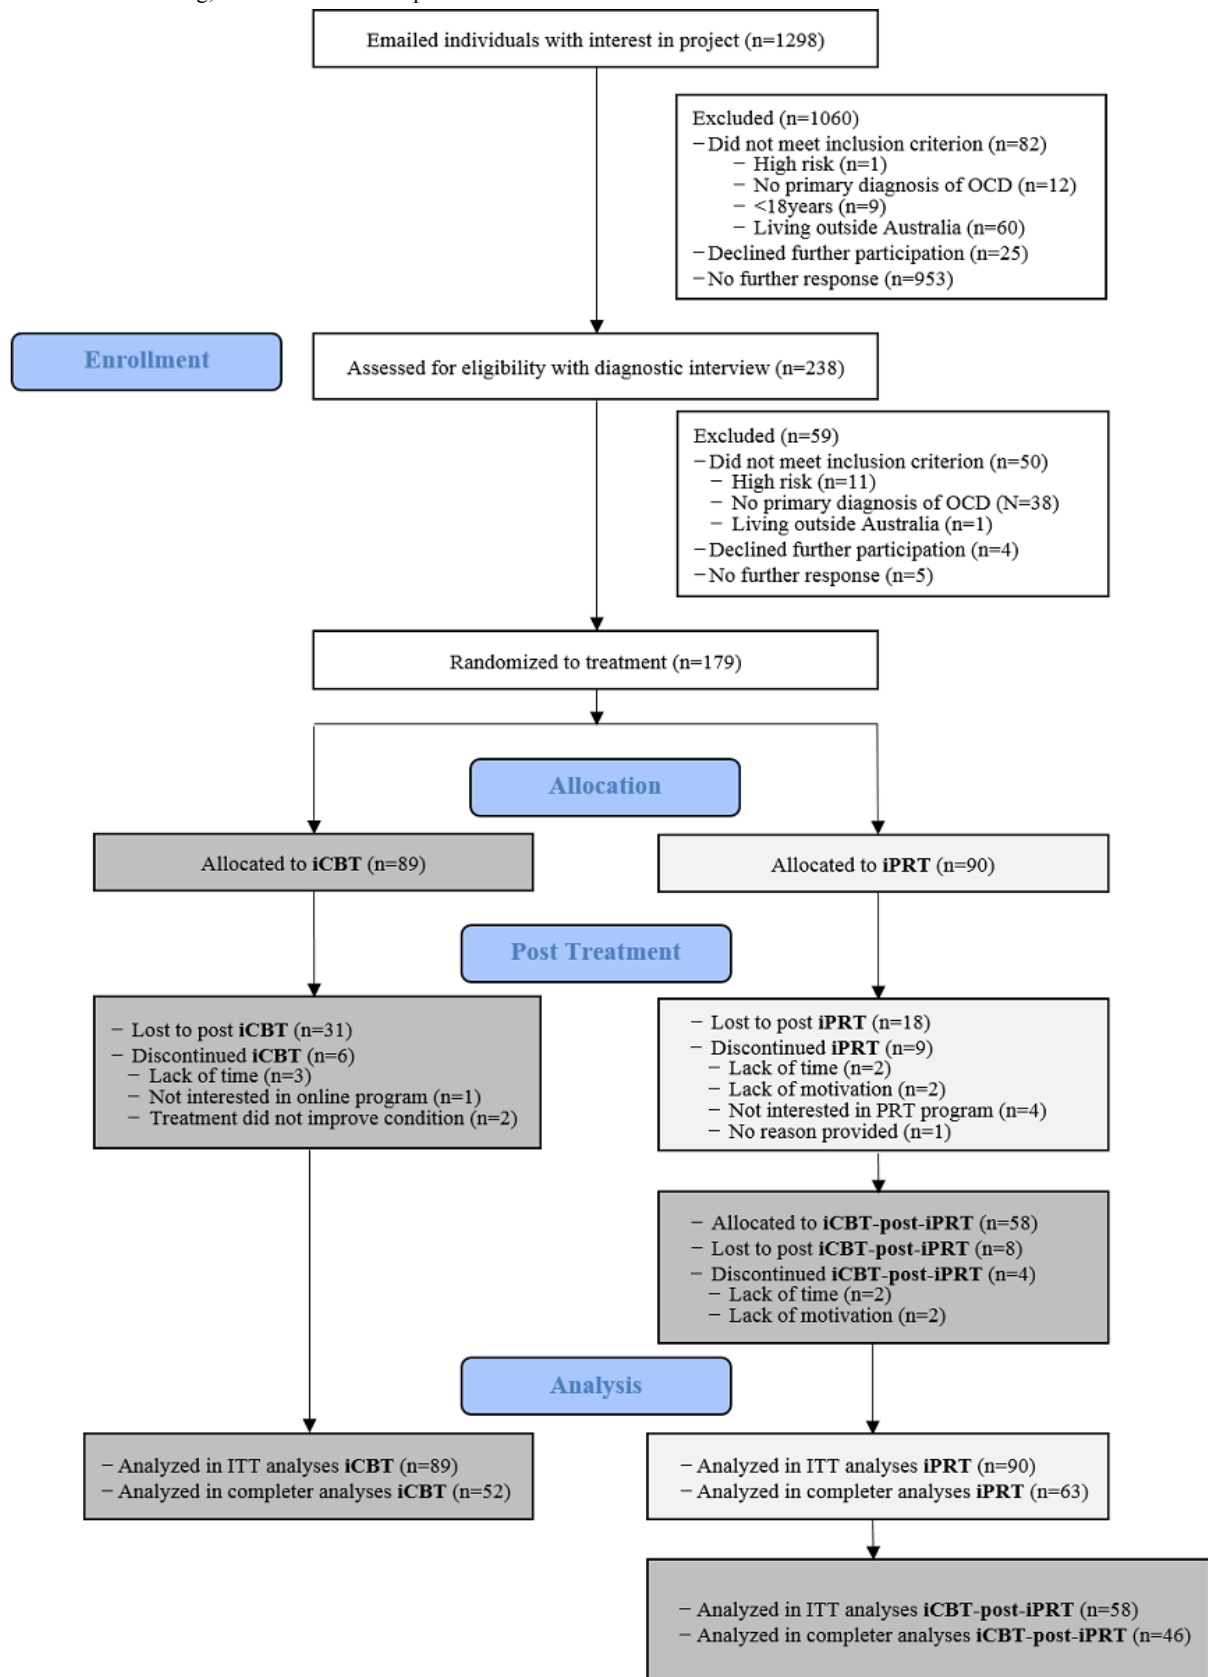 Emailed individuals with interest in project (n=1298)
Excluded (n=1060)
−Did not meet inclusion criterion (n=82)
− High risk (n=1)
− No primary diagnosis of OCD (n=12)
− <18years (n=9)
− Living outside Australia (n=60)
−Declined further participation (n=25)
−No further response (n=953)
Enrollment
Assessed for eligibility with diagnostic interview (n=238)
Excluded (n=59)
−Did not meet inclusion criterion (n=50)
− High risk (n=11)
− No primary diagnosis of OCD (N=38)
− Living outside Australia (n=1)
−Declined further participation (n=4)
−No further response (n=5)
Randomized to treatment (n=179)
Allocation
Allocated to iCBT (n=89)
Allocated to iPRT (n=90)
Post Treatment
− Lost to post iCBT (n=31)
− Discontinued iCBT (n=6)
− Lack of time (n=3)
− Not interested in online program (n=1)
− Treatment did not improve condition (n=2)
− Lost to post iPRT (n=18)
− Discontinued iPRT (n=9)
− Lack of time (n=2)
− Lack of motivation (n=2)
− Not interested in PRT program (n=4)
− No reason provided (n=1)
− Allocated to iCBT-post-iPRT (n=58)
− Lost to post iCBT-post-iPRT (n=8)
− Discontinued iCBT-post-iPRT (n=4)
− Lack of time (n=2)
− Lack of motivation (n=2)
Analysis
− Analyzed in ITT analyses iCBT (n=89)
− Analyzed in completer analyses iCBT (n=52)
− Analyzed in ITT analyses iPRT (n=90)
− Analyzed in completer analyses iPRT (n=63)
− Analyzed in ITT analyses iCBT-post-iPRT (n=58)
− Analyzed in completer analyses iCBT-post-iPRT (n=46)